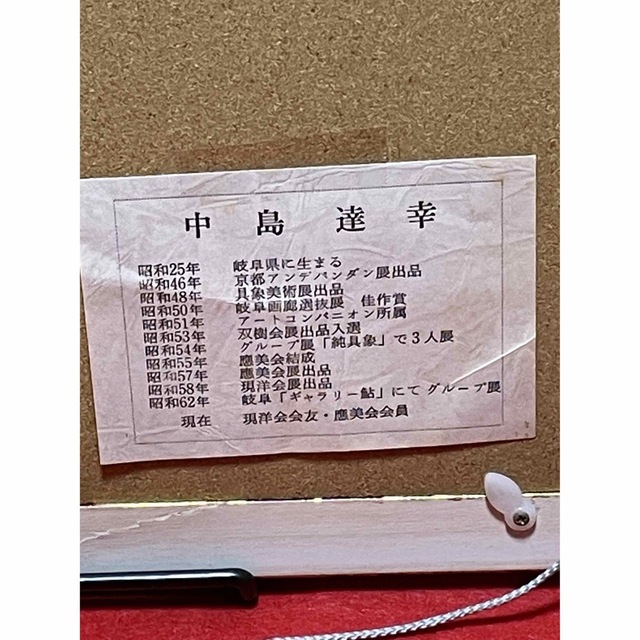 中島達幸
昭和25年 岐阜県に生まる
昭和46年 京都アンデパンダン展出品
昭和48年 具象美術展出品
昭和50年 岐阜画廊選抜展 佳作賞
昭和51年 アートコンパニオン所属
昭和53年 双樹会展出品入選
昭和54年 グループ展「純具象」で3人展
昭和55年 應美会結成
昭和57年 應美会展出品
昭和58年 現洋会展出品
昭和62年 岐阜「ギャラリー鮎」にてグループ展
現在 現洋会会友・應美会会員